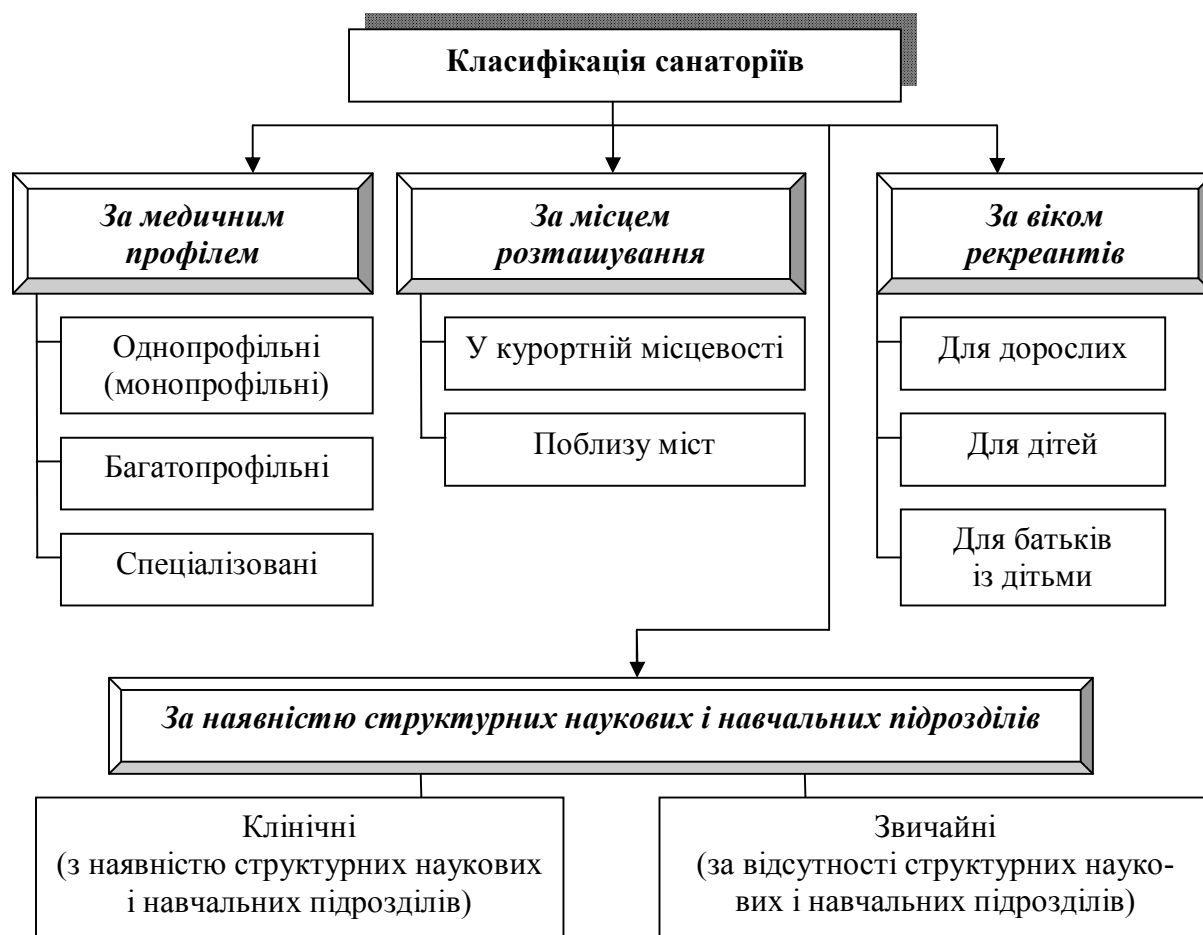 Класифікація санаторіїв
За медичним
профілем
Однопрофільні
(монопрофільні)
Багатопрофільні
Спеціалізовані
За місцем
розташування
У курортній місцевості
Поблизу міст
За віком
рекреантів
Для дорослих
Для дітей
Для батьків
із дітьми
За наявністю структурних наукових і навчальних підрозділів
Клінічні
(з наявністю структурних наукових
і навчальних підрозділів)
Звичайні
(за відсутності структурних науко-
вих і навчальних підрозділів)